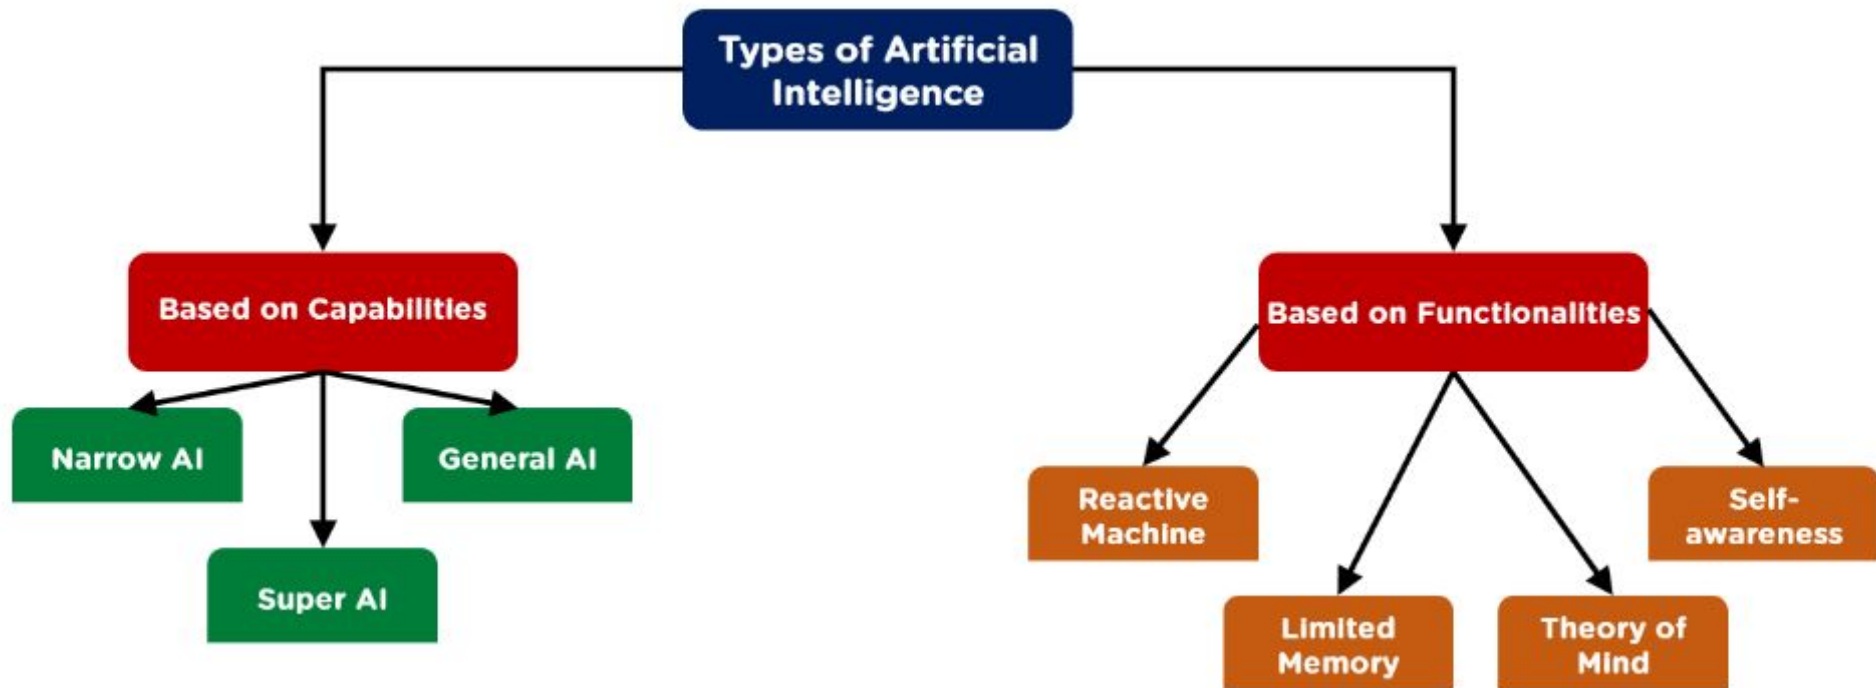 Types of Artificial
Intelligence
Based on Capabilities
Based on Functionalities
Narrow AI
General AI
Super AI
Reactive
Machine
Self-
awareness
Limited
Memory
Theory of
Mind